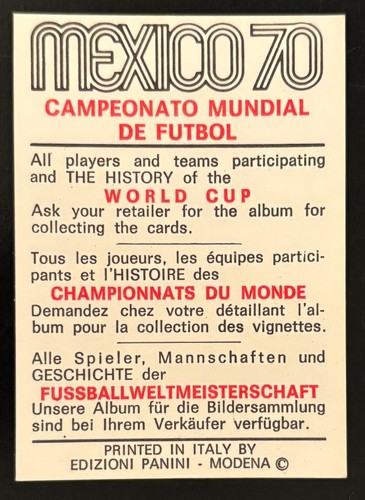 MEXICO 70
CAMPEONATO MUNDIAL
DE FUTBOL
All players and teams participating
and THE HISTORY of the
WORLD CUP
Ask your retailer for the album for
collecting the cards.
Tous les joueurs, les équipes partici-
pants et l'HISTOIRE des
CHAMPIONNATS DU MONDE
Demandez chez votre détaillant l'al-
bum pour la collection des vignettes.
Alle Spieler, Mannschaften und
GESCHICHTE der
FUSSBALLWELTMEISTERSCHAFT
Unsere Album für die Bildersammlung
sind bei Ihrem Verkäufer verfügbar.
PRINTED IN ITALY BY
EDIZIONI PANINI - MODENA ©